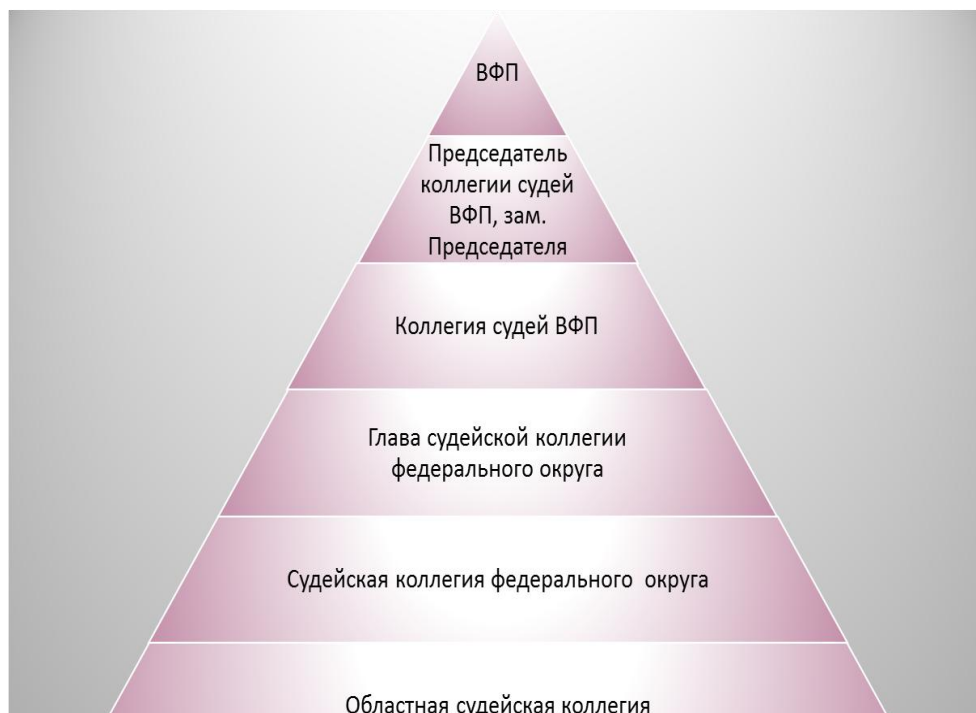 ВФП
Председатель
коллегии судей
ВФП, зам.
Председателя
Коллегия судей ВФП
Глава судейской коллегии
федерального округа
Судейская коллегия федерального округа
Областная судейская коллегия